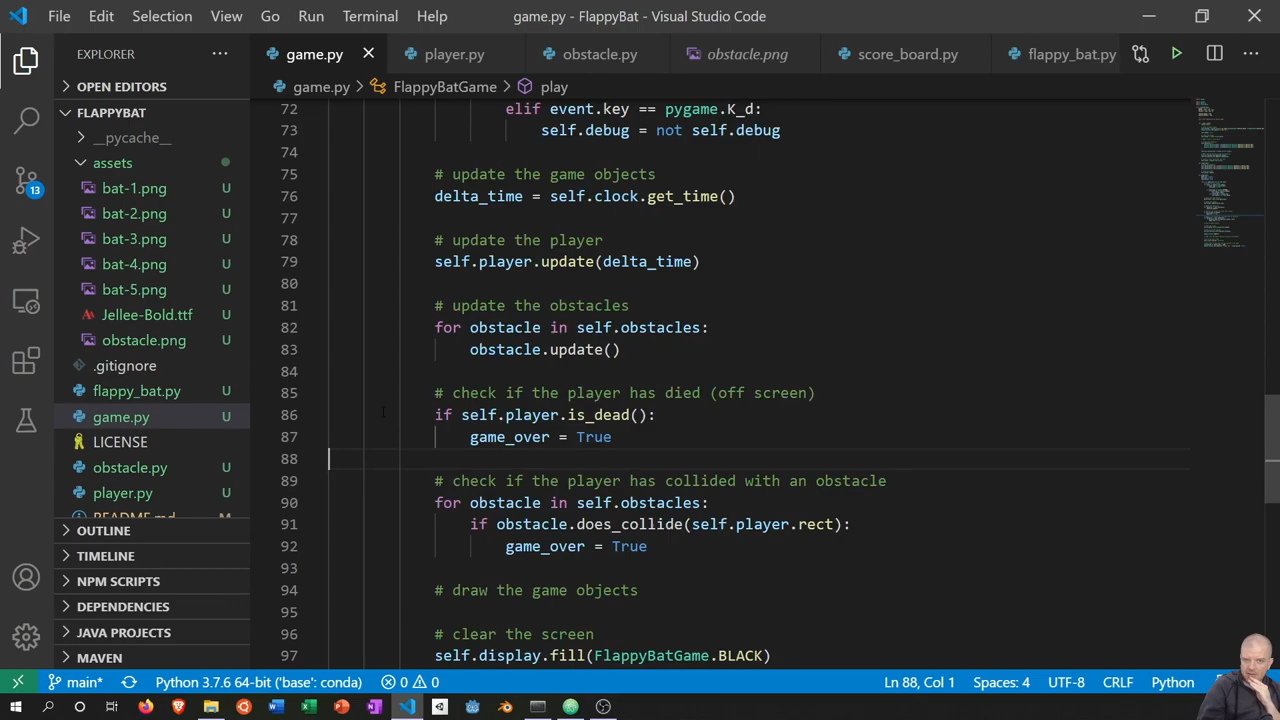 File Edit Selection View Go Run Terminal Help game.py - FlappyBat - Visual Studio Code
EXPLORER ··· game.py player.py obstacle.py obstacle.png score_board.py flappy_bat.py
OPEN EDITORS
game.py > FlappyBatGame > play
FLAPPYBAT
__pycache__
assets
bat-1.png U
bat-2.png U
bat-3.png U
bat-4.png U
bat-5.png U
Jellee-Bold.ttf U
obstacle.png U
.gitignore
flappy_bat.py U
game.py U
LICENSE
obstacle.py U
player.py U
README.md M
OUTLINE
TIMELINE
NPM SCRIPTS
DEPENDENCIES
JAVA PROJECTS
MAVEN
13
72 elif event.key == pygame.K_d:
73 self.debug = not self.debug
74
75 # update the game objects
76 delta_time = self.clock.get_time()
77
78 # update the player
79 self.player.update(delta_time)
80
81 # update the obstacles
82 for obstacle in self.obstacles:
83 obstacle.update()
84
85 # check if the player has died (off screen)
86 if self.player.is_dead():
87 game_over = True
88
89 # check if the player has collided with an obstacle
90 for obstacle in self.obstacles:
91 if obstacle.does_collide(self.player.rect):
92 game_over = True
93
94 # draw the game objects
95
96 # clear the screen
97 self.display.fill(FlappyBatGame.BLACK)
main* Python 3.7.6 64-bit ('base': conda) 0 0 Ln 88, Col 1 Spaces: 4 UTF-8 CRLF Python